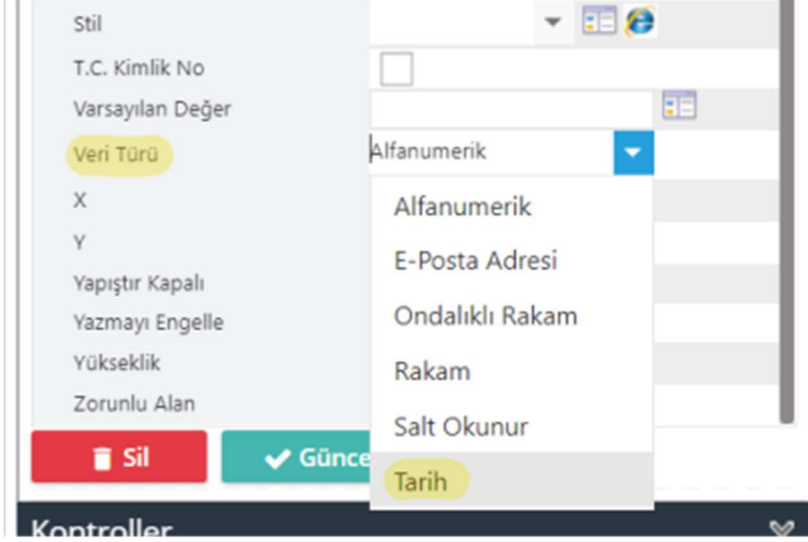 Stil
T.C. Kimlik No
Varsayılan Değer
Veri Türü Alfanumerik
X Alfanumerik
Y
E-Posta Adresi
Yapıştır Kapalı
Yazmayı Engelle Ondalıklı Rakam
Yükseklik Rakam
Zorunlu Alan
Salt Okunur
Sil Günce
Tarih
Kontroller